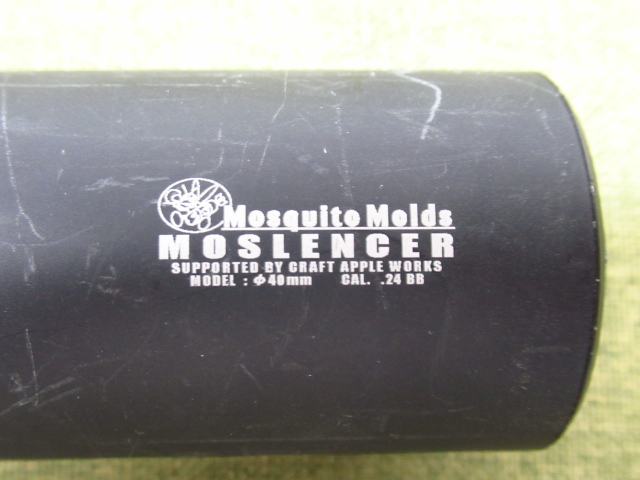 Mosquito Molds
MOSLENCER
SUPPORTED BY CRAFT APPLE WORKS
MODEL : Φ40mm CAL. .24 BB